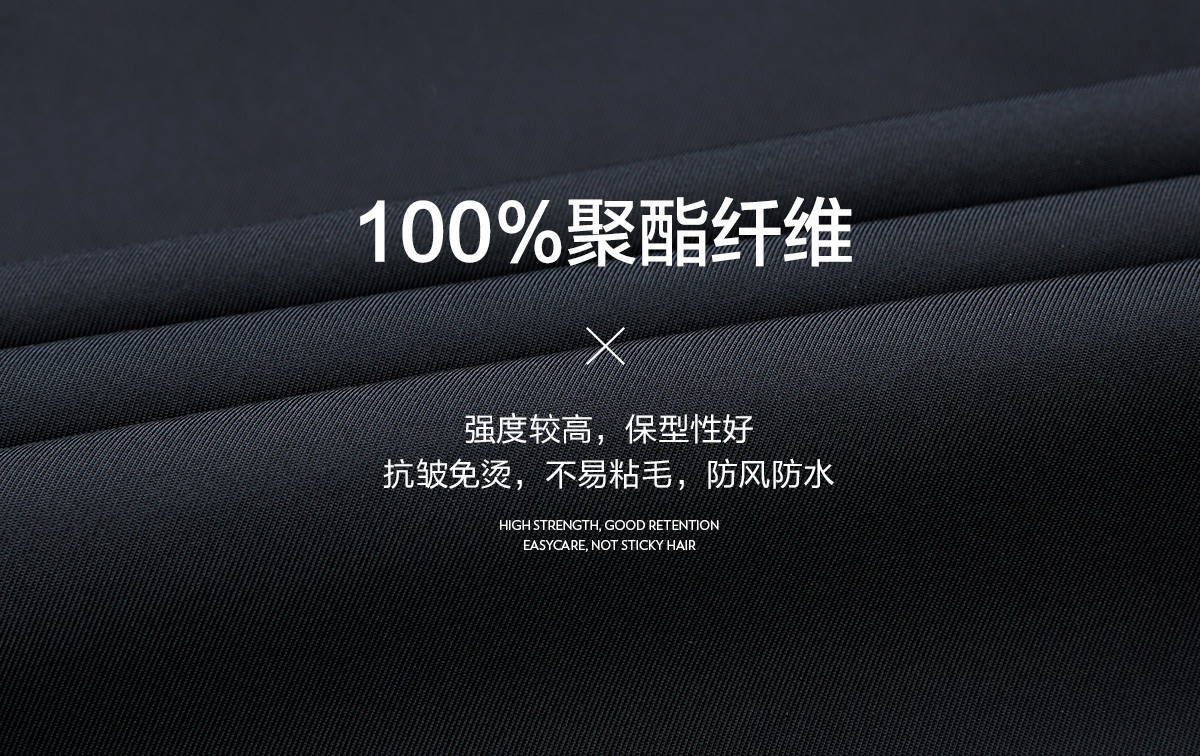 100%聚酯纤维
强度较高，保型性好
抗皱免烫，不易粘毛，防风防水
HIGH STRENGTH, GOOD RETENTION
EASYCARE, NOT STICKY HAIR